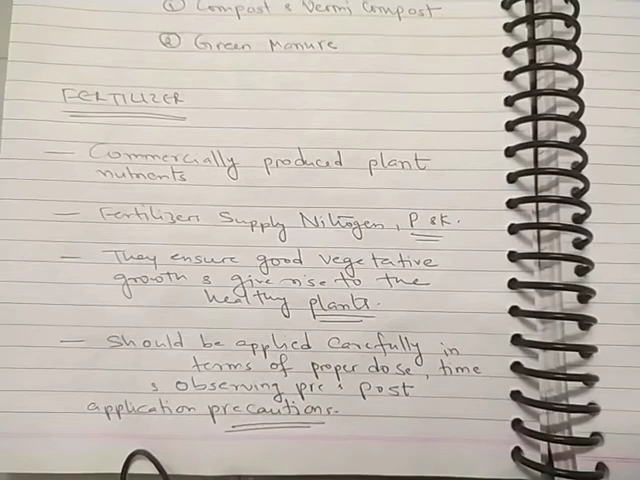 ① Compost & Vermi Compost
② Green Manure
FERTILIZER
— Commercially produced plant
nutrients
— Fertilizers Supply Nitrogen, P & K.
— They ensure good vegetative
growth & give rise to the
healthy plants.
— Should be applied Carefully in
terms of proper dose, time
& observing pre & post
application precautions.